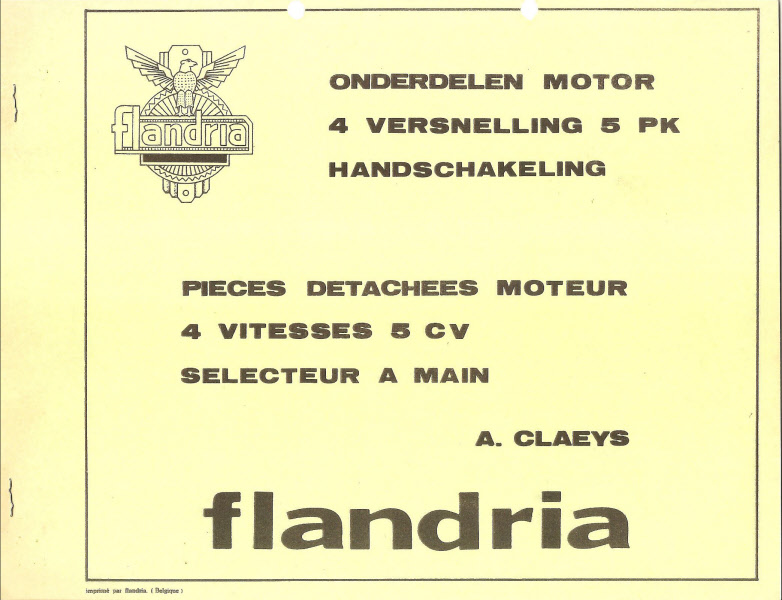 flandria
ONDERDELEN MOTOR
4 VERSNELLING 5 PK
HANDSCHAKELING
PIECES DETACHEES MOTEUR
4 VITESSES 5 CV
SELECTEUR A MAIN
A. CLAEYS
flandria
imprimé par flandria. ( Belgique )